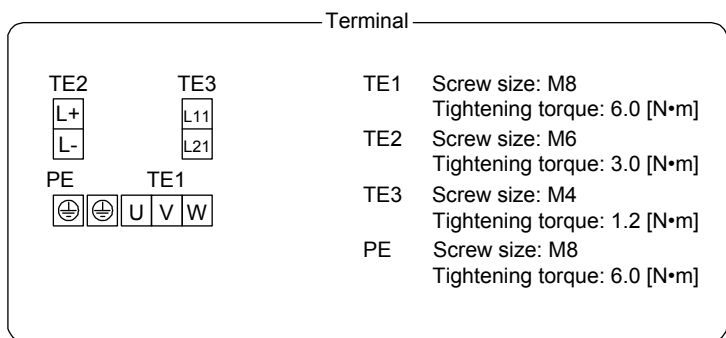 Terminal
TE2 TE3
L+ L11
L- L21
PE TE1
U V W
TE1 Screw size: M8
Tightening torque: 6.0 [N•m]
TE2 Screw size: M6
Tightening torque: 3.0 [N•m]
TE3 Screw size: M4
Tightening torque: 1.2 [N•m]
PE Screw size: M8
Tightening torque: 6.0 [N•m]